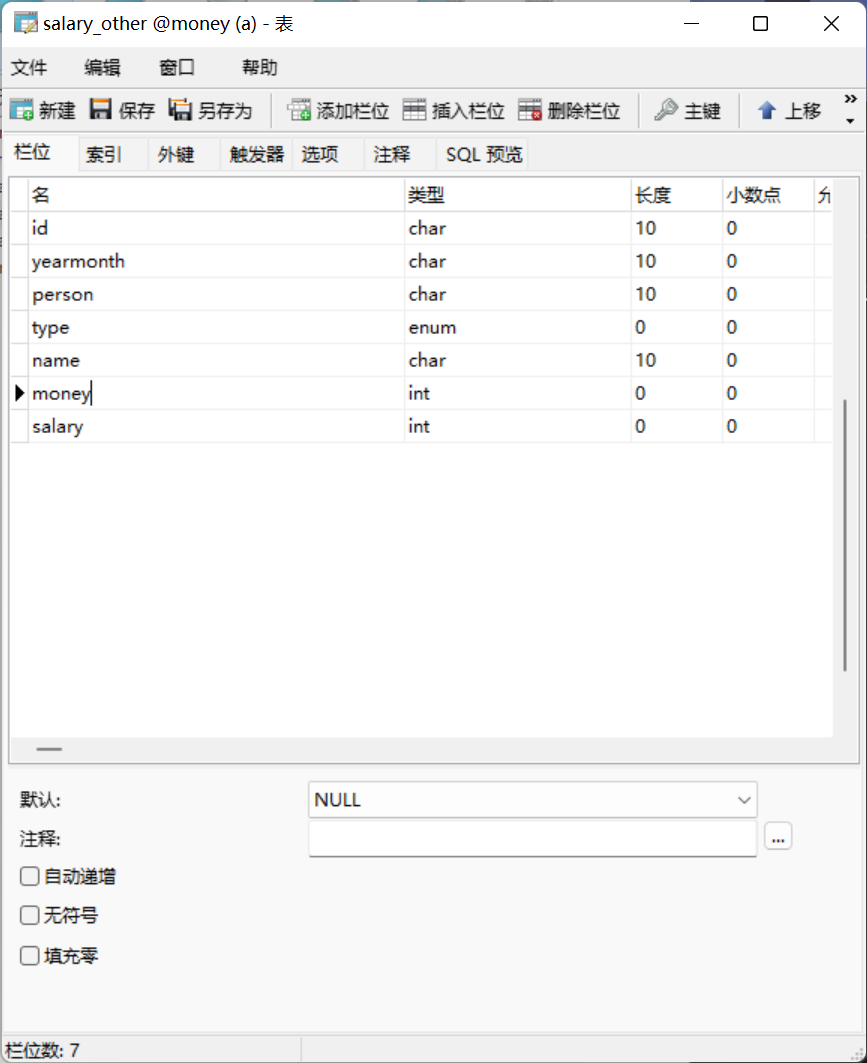 salary_other @money (a) - 表
文件 编辑 窗口 帮助
新建 保存 另存为 添加栏位 插入栏位 删除栏位 主键 上移
栏位 索引 外键 触发器 选项 注释 SQL 预览
名 类型 长度 小数点
id char 10 0
yearmonth char 10 0
person char 10 0
type enum 0 0
name char 10 0
money int 0 0
salary int 0 0
默认: NULL
注释: ...
自动递增
无符号
填充零
栏位数: 7